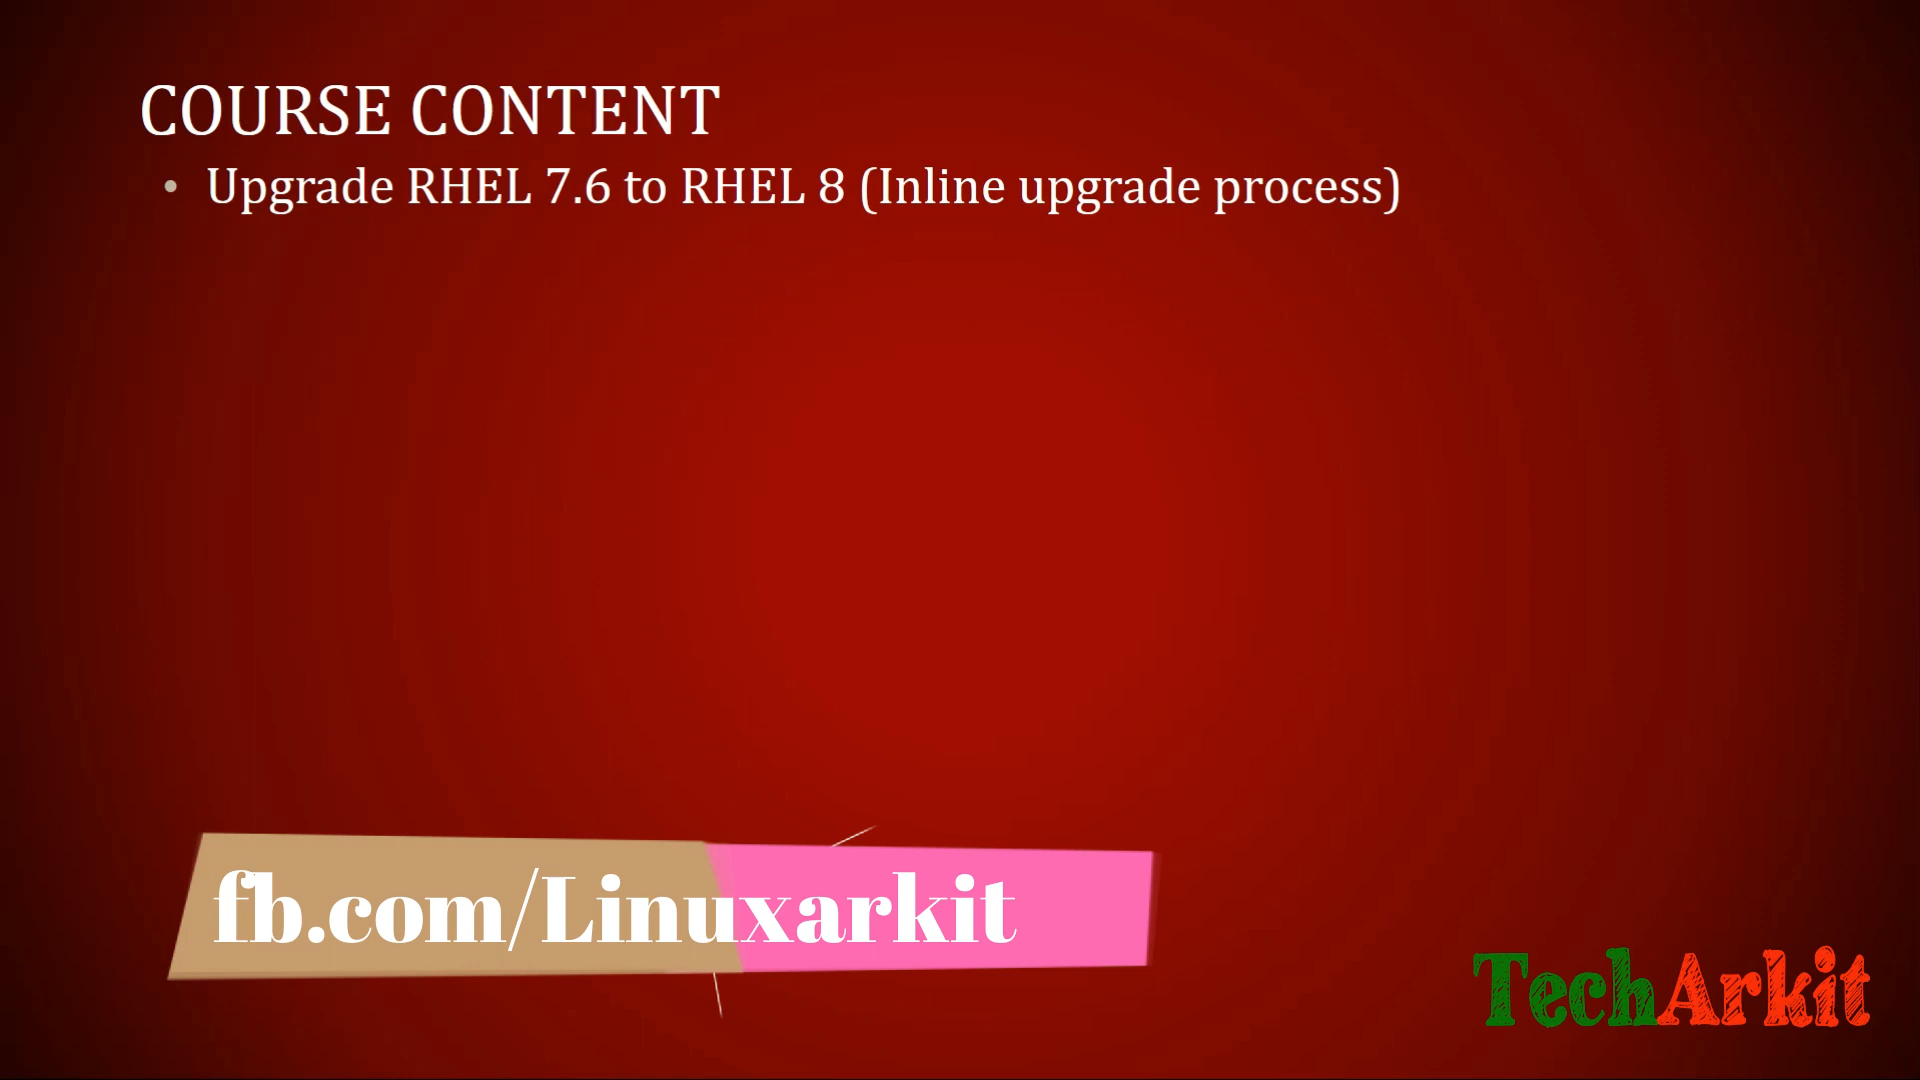 COURSE CONTENT
• Upgrade RHEL 7.6 to RHEL 8 (Inline upgrade process)
fb.com/Linuxarkit
TechArkit